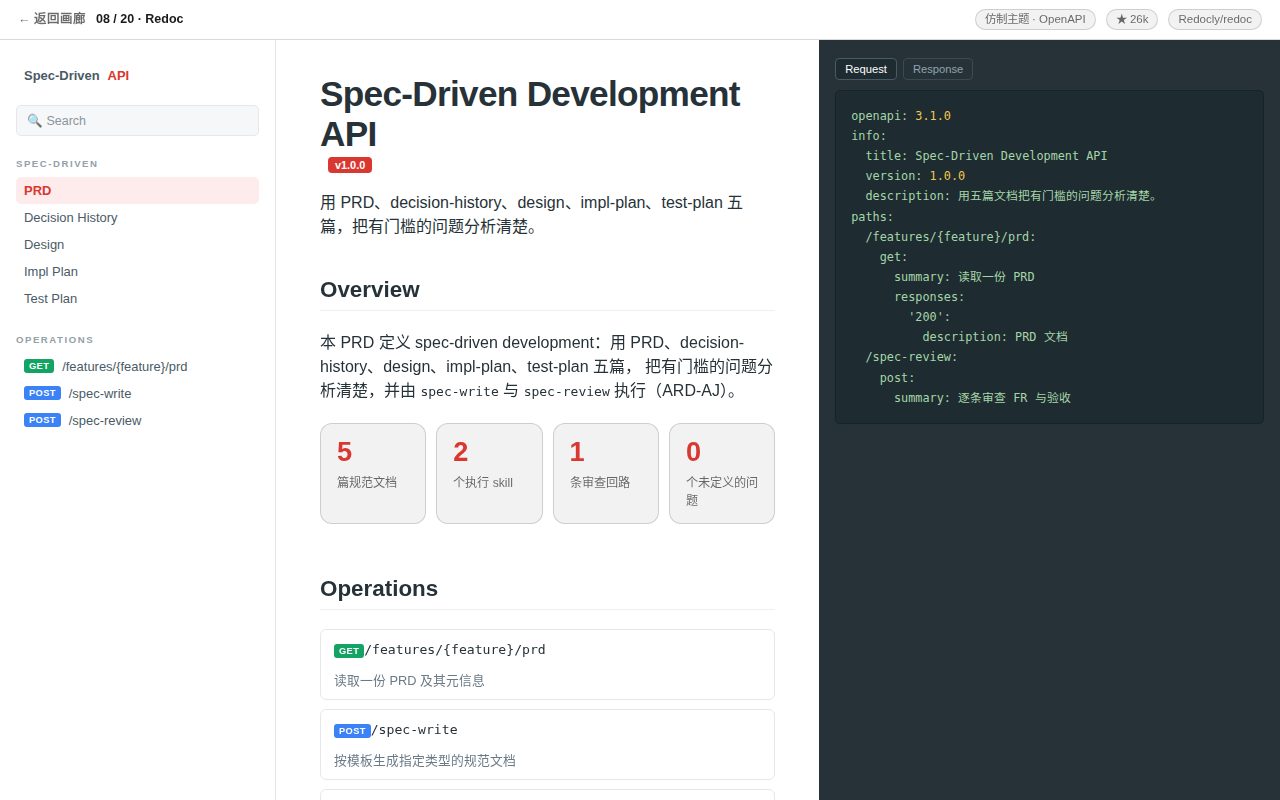 ← 返回画廊 08 / 20 · Redoc
仿制主题 · OpenAPI ★ 26k Redocly/redoc
Spec-Driven API
🔍 Search
SPEC-DRIVEN
PRD
Decision History
Design
Impl Plan
Test Plan
OPERATIONS
GET /features/{feature}/prd
POST /spec-write
POST /spec-review
Spec-Driven Development
API
v1.0.0
用 PRD、decision-history、design、impl-plan、test-plan 五
篇，把有门槛的问题分析清楚。
Overview
本 PRD 定义 spec-driven development：用 PRD、decision-
history、design、impl-plan、test-plan 五篇， 把有门槛的问题分
析清楚，并由 spec-write 与 spec-review 执行（ARD-AJ）。
5
篇规范文档
2
个执行 skill
1
条审查回路
0
个未定义的问
题
Operations
GET/features/{feature}/prd
读取一份 PRD 及其元信息
POST/spec-write
按模板生成指定类型的规范文档
Request Response
openapi: 3.1.0
info:
  title: Spec-Driven Development API
  version: 1.0.0
  description: 用五篇文档把有门槛的问题分析清楚。
paths:
  /features/{feature}/prd:
    get:
      summary: 读取一份 PRD
      responses:
        '200':
          description: PRD 文档
  /spec-review:
    post:
      summary: 逐条审查 FR 与验收